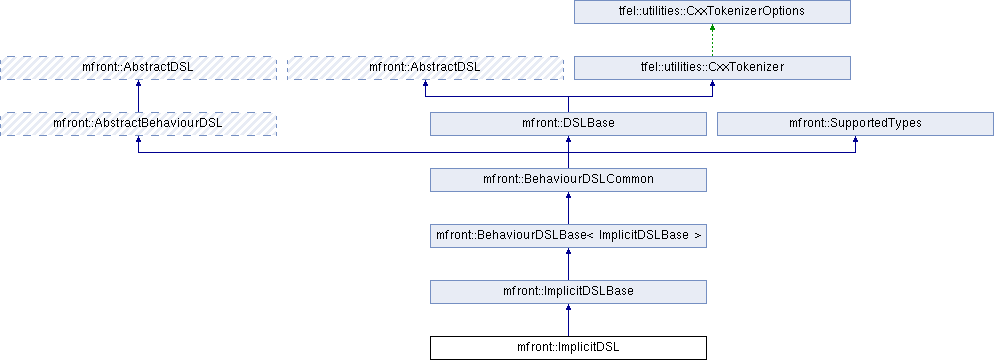 tfel::utilities::CxxTokenizerOptions
mfront::AbstractDSL
mfront::AbstractDSL
tfel::utilities::CxxTokenizer
mfront::AbstractBehaviourDSL
mfront::DSLBase
mfront::SupportedTypes
mfront::BehaviourDSLCommon
mfront::BehaviourDSLBase< ImplicitDSLBase >
mfront::ImplicitDSLBase
mfront::ImplicitDSL